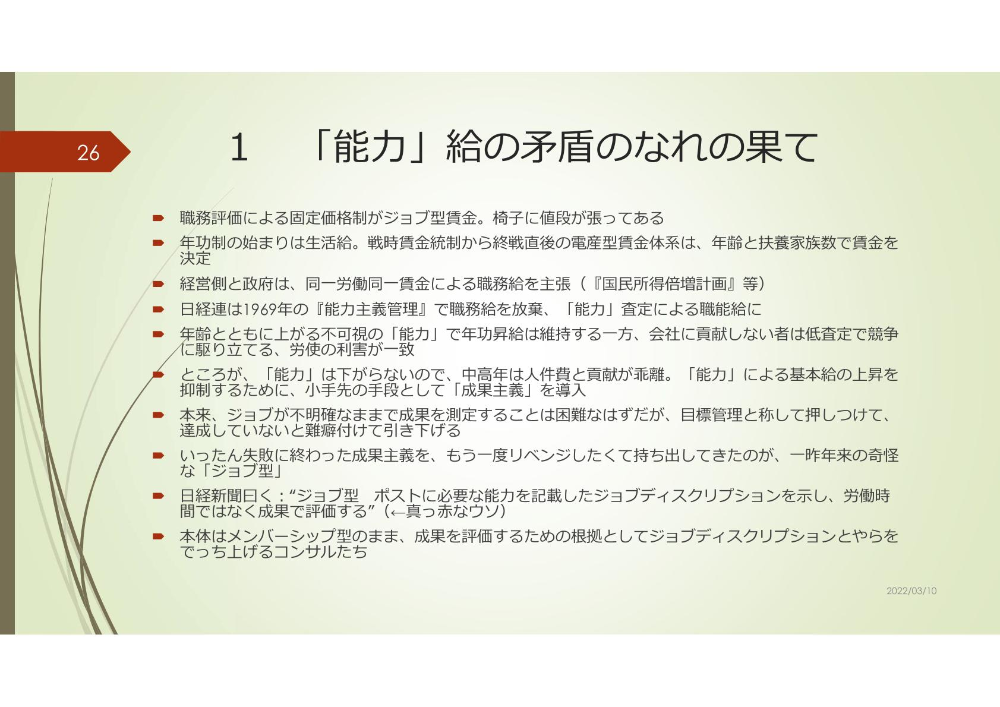 26
1　「能力」給の矛盾のなれの果て
職務評価による固定価格制がジョブ型賃金。椅子に値段が張ってある
年功制の始まりは生活給。戦時賃金統制から終戦直後の電産型賃金体系は、年齢と扶養家族数で賃金を
決定
経営側と政府は、同一労働同一賃金による職務給を主張（『国民所得倍増計画』等）
日経連は1969年の『能力主義管理』で職務給を放棄、「能力」査定による職能給に
年齢とともに上がる不可視の「能力」で年功昇給は維持する一方、会社に貢献しない者は低査定で競争
に駆り立てる、労使の利害が一致
ところが、「能力」は下がらないので、中高年は人件費と貢献が乖離。「能力」による基本給の上昇を
抑制するために、小手先の手段として「成果主義」を導入
本来、ジョブが不明確なままで成果を測定することは困難なはずだが、目標管理と称して押しつけて、
達成していないと難癖付けて引き下げる
いったん失敗に終わった成果主義を、もう一度リベンジしたくて持ち出してきたのが、一昨年来の奇怪
な「ジョブ型」
日経新聞曰く：“ジョブ型　ポストに必要な能力を記載したジョブディスクリプションを示し、労働時
間ではなく成果で評価する”（←真っ赤なウソ）
本体はメンバーシップ型のまま、成果を評価するための根拠としてジョブディスクリプションとやらを
でっち上げるコンサルたち
2022/03/10